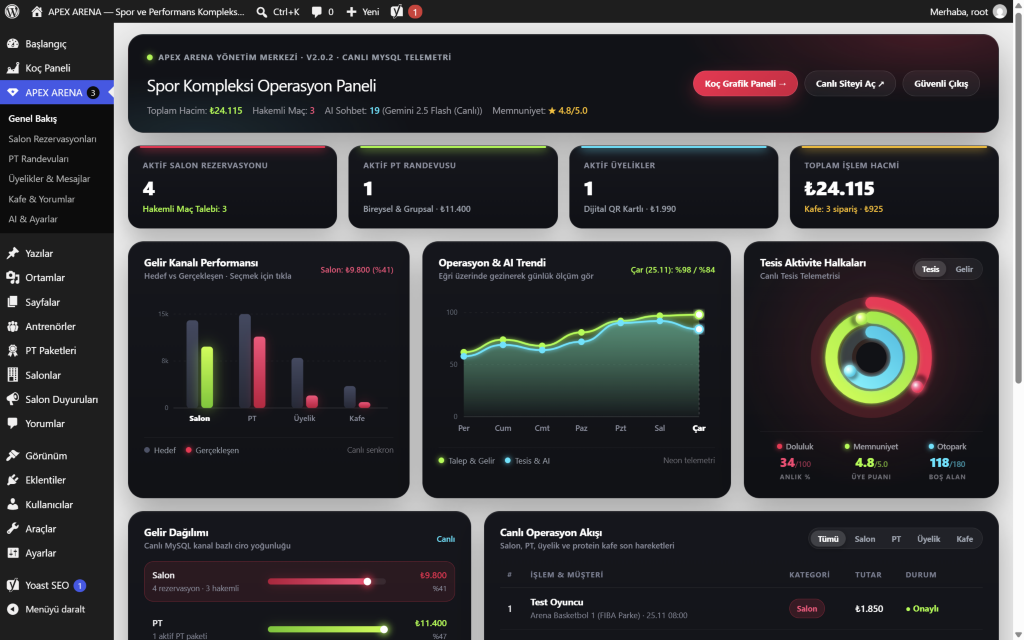 APEX ARENA — Spor ve Performans Kompleks... Ctrl+K 0 Yeni 1 Merhaba, root
Başlangıç
Koç Paneli
APEX ARENA 3
Genel Bakış
Salon Rezervasyonları
PT Randevuları
Üyelikler & Mesajlar
Kafe & Yorumlar
AI & Ayarlar
Yazılar
Ortamlar
Sayfalar
Antrenörler
PT Paketleri
Salonlar
Salon Duyuruları
Yorumlar
Görünüm
Eklentiler
Kullanıcılar
Araçlar
Ayarlar
Yoast SEO 1
Menüyü daralt
APEX ARENA YÖNETİM MERKEZİ · V2.0.2 · CANLI MYSQL TELEMETRİ
Spor Kompleksi Operasyon Paneli
Toplam Hacim: ₺24.115 Hakemli Maç: 3 AI Sohbet: 19 (Gemini 2.5 Flash (Canlı)) Memnuniyet: ★ 4.8/5.0
Koç Grafik Paneli → Canlı Siteyi Aç ↗ Güvenli Çıkış
AKTİF SALON REZERVASYONU
4
Hakemli Maç Talebi: 3
AKTİF PT RANDEVUSU
1
Bireysel & Grupsal · ₺11.400
AKTİF ÜYELİKLER
1
Dijital QR Kartlı · ₺1.990
TOPLAM İŞLEM HACMİ
₺24.115
Kafe: 3 sipariş · ₺925
Gelir Kanalı Performansı
Hedef vs Gerçekleşen · Seçmek için tıkla
Salon: ₺9.800 (%41)
15k
8k
0
Salon PT Üyelik Kafe
Hedef Gerçekleşen Canlı senkron
Operasyon & AI Trendi
Eğri üzerinde gezinerek günlük ölçüm gör
Çar (25.11): %98 / %84
100
50
0
Per Cum Cmt Paz Pzt Sal Çar
Talep & Gelir Tesis & AI Neon telemetri
Tesis Aktivite Halkaları
Canlı Tesis Telemetrisi
Tesis Gelir
Doluluk Memnuniyet Otopark
34/100 4.8/5.0 118/180
ANLIK % ÜYE PUANI BOŞ ALAN
Gelir Dağılımı
Canlı MySQL kanal bazlı ciro yoğunluğu
Canlı
Salon ₺9.800
4 rezervasyon · 3 hakemli %41
PT ₺11.400
1 aktif PT paketi %47
Canlı Operasyon Akışı
Salon, PT, üyelik ve protein kafe son hareketleri
Tümü Salon PT Üyelik Kafe
# İŞLEM & MÜŞTERİ KATEGORİ TUTAR DURUM
1 Test Oyuncu Salon ₺1.850 ● Onaylı
Arena Basketbol 1 (FIBA Parke) · 25.11 08:00